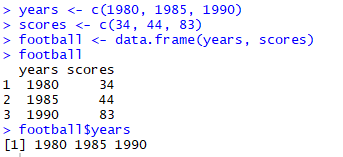 > years <- c(1980, 1985, 1990)
> scores <- c(34, 44, 83)
> football <- data.frame(years, scores)
> football
  years scores
1  1980     34
2  1985     44
3  1990     83
> football$years
[1] 1980 1985 1990